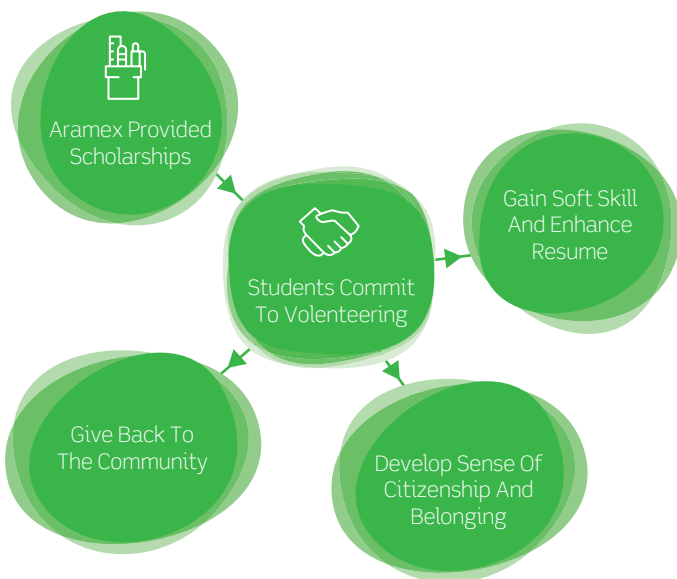 Aramex Provided
Scholarships
Students Commit
To Volenteering
Gain Soft Skill
And Enhance
Resume
Give Back To
The Community
Develop Sense Of
Citizenship And
Belonging